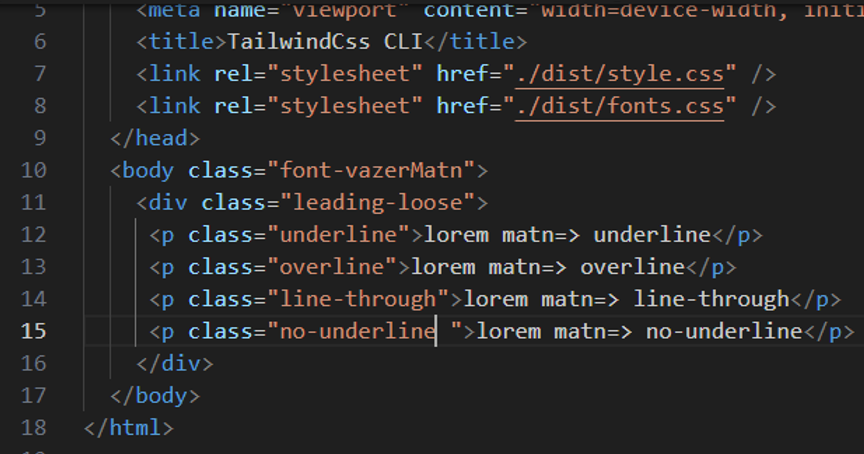 5 <meta name="viewport" content="width=device-width, initi
6 <title>TailwindCss CLI</title>
7 <link rel="stylesheet" href="./dist/style.css" />
8 <link rel="stylesheet" href="./dist/fonts.css" />
9 </head>
10 <body class="font-vazerMatn">
11 <div class="leading-loose">
12 <p class="underline">lorem matn=> underline</p>
13 <p class="overline">lorem matn=> overline</p>
14 <p class="line-through">lorem matn=> line-through</p>
15 <p class="no-underline ">lorem matn=> no-underline</p>
16 </div>
17 </body>
18 </html>